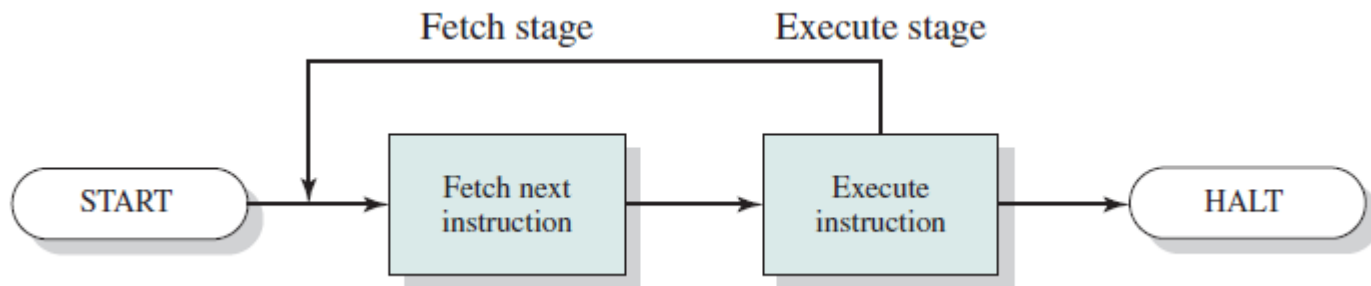 Fetch stage
Execute stage
START
Fetch next
instruction
Execute
instruction
HALT